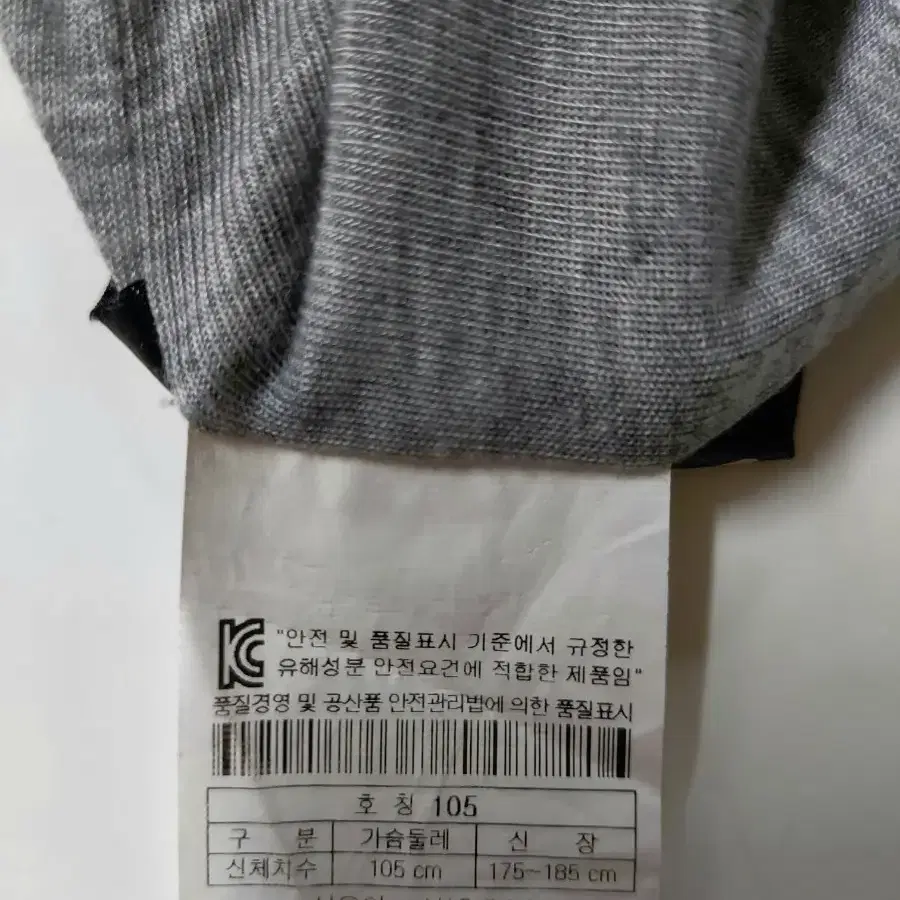 KC "안전 및 품질표시 기준에서 규정한
유해성분 안전요건에 적합한 제품임"
품질경영 및 공산품 안전관리법에 의한 품질표시
호 칭 105
구 분 가슴둘레 신 장
신체치수 105 cm 175~185 cm